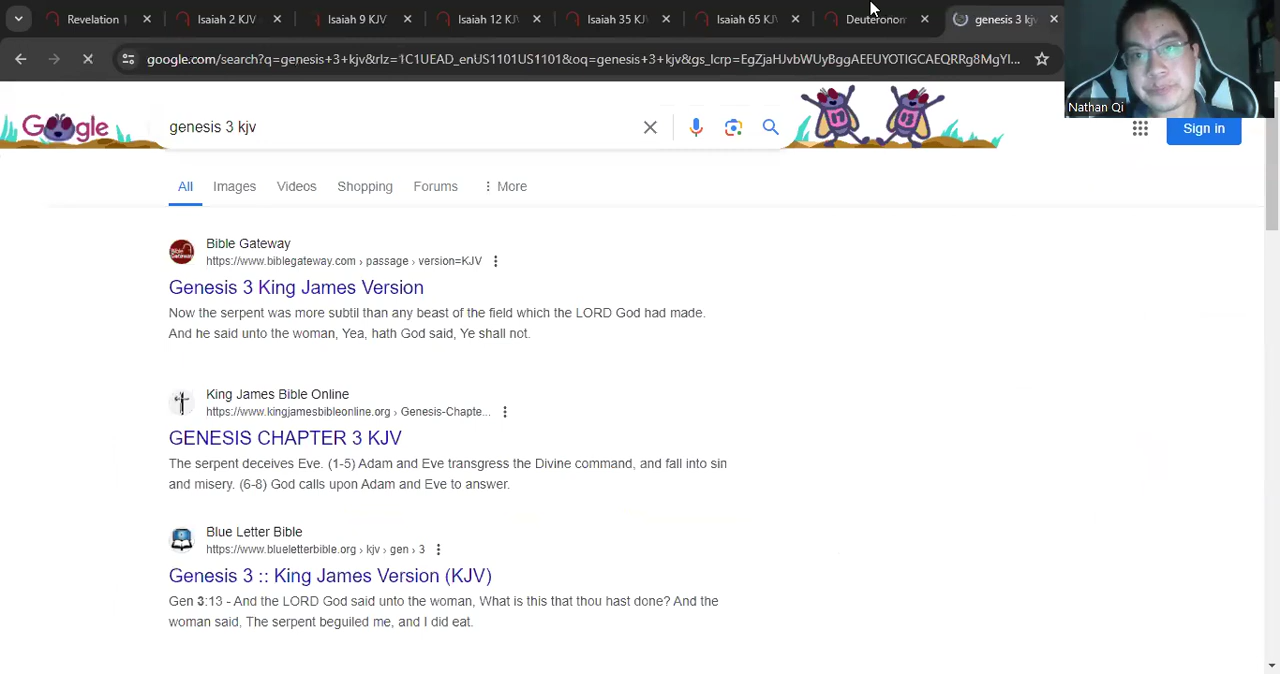 Revelation
Isaiah 2 KJV
Isaiah 9 KJV
Isaiah 12 KJ
Isaiah 35 KJ
Isaiah 65 KJV
Deuteronom
genesis 3 kjv
google.com/search?q=genesis+3+kjv&rlz=1C1UEAD_enUS1101US1101&oq=genesis+3+kjv&gs_lcrp=EgZjaHJvbWUyBggAEEUYOTIGCAEQRRg8MgYI...
Nathan Qi
Google
genesis 3 kjv
Sign in
All Images Videos Shopping Forums More
Bible Gateway
https://www.biblegateway.com › passage › version=KJV
Genesis 3 King James Version
Now the serpent was more subtil than any beast of the field which the LORD God had made.
And he said unto the woman, Yea, hath God said, Ye shall not.
King James Bible Online
https://www.kingjamesbibleonline.org › Genesis-Chapte...
GENESIS CHAPTER 3 KJV
The serpent deceives Eve. (1-5) Adam and Eve transgress the Divine command, and fall into sin
and misery. (6-8) God calls upon Adam and Eve to answer.
Blue Letter Bible
https://www.blueletterbible.org › kjv › gen › 3
Genesis 3 :: King James Version (KJV)
Gen 3:13 - And the LORD God said unto the woman, What is this that thou hast done? And the
woman said, The serpent beguiled me, and I did eat.